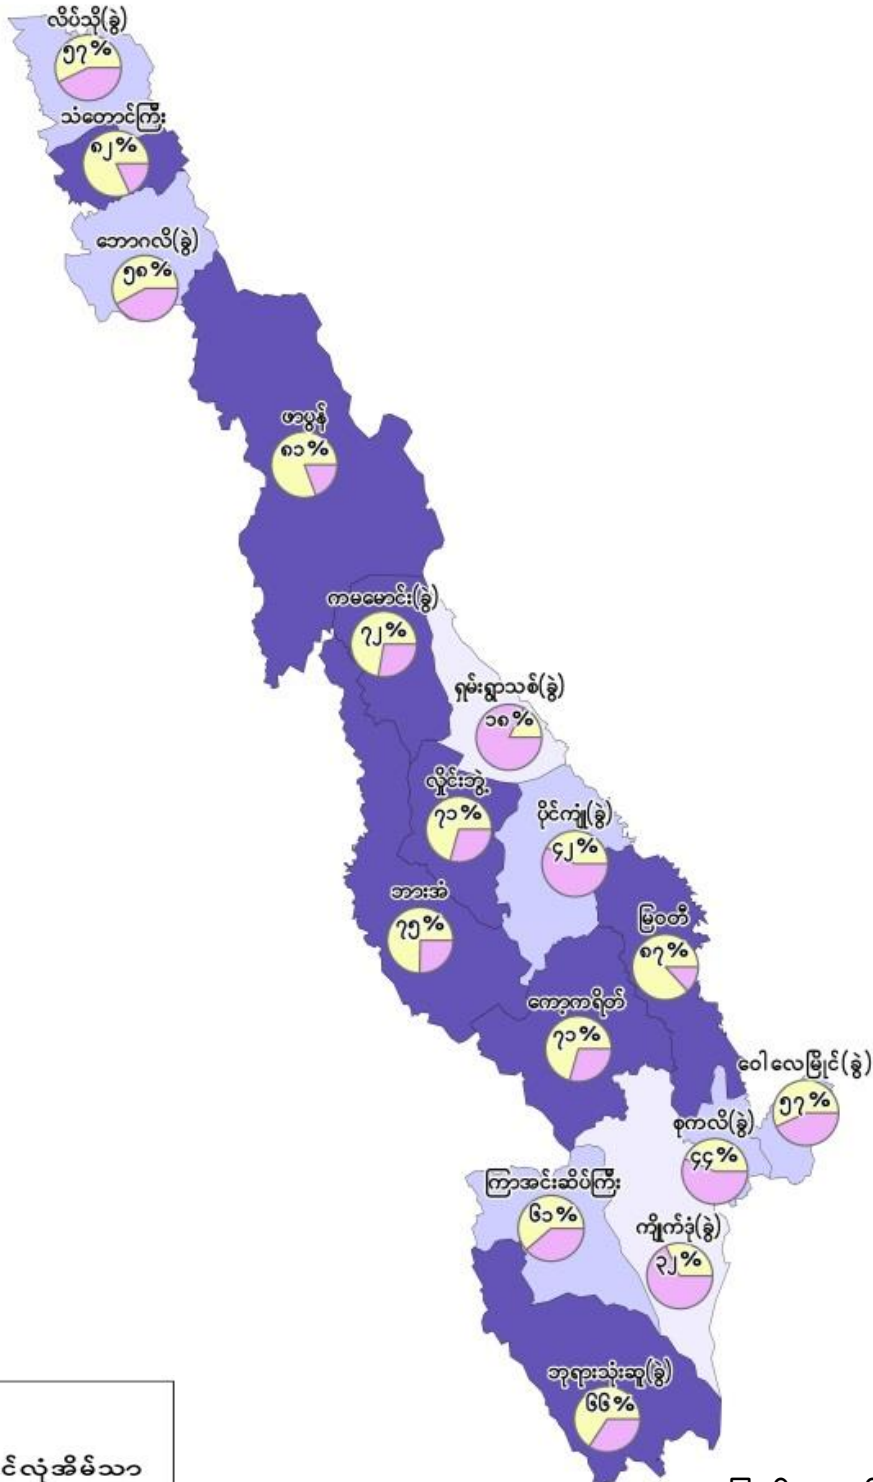 လိပ်သို(ခွဲ)
၅၇%
သံတောင်ကြီး
၈၂%
ဘောဂလိ(ခွဲ)
၅၈%
ဖာပွန်
၈၁%
ကမမောင်း(ခွဲ)
၇၂%
ရှမ်းရွာသစ်(ခွဲ)
၁၈%
လှိုင်းဘွဲ့
၇၁%
ပိုင်ကျုံ(ခွဲ)
၄၂%
ဘားအံ
၇၅%
မြဝတီ
၈၇%
ကော့ကရိတ်
၇၁%
ဝေါလေမြိုင်(ခွဲ)
၅၇%
စုကလိ(ခွဲ)
၄၄%
ကြာအင်းဆိပ်ကြီး
၆၁%
ကျိုက်ဒုံ(ခွဲ)
၃၂%
ဘုရားသုံးဆူ(ခွဲ)
၆၆%
င်လုံအိမ်သာ